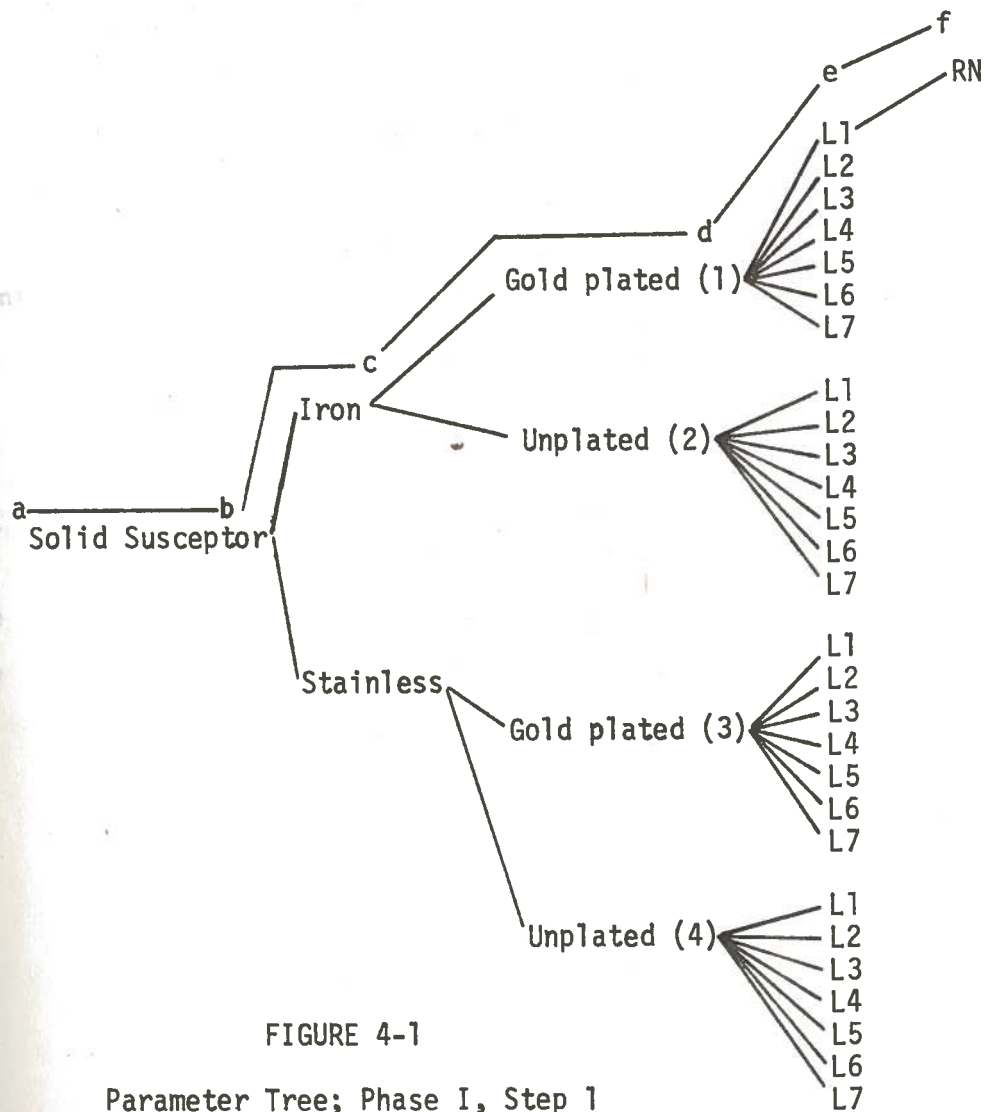 f
e
RN
L1
L2
L3
L4
L5
L6
L7
d
Gold plated (1)
c
Iron
Unplated (2)
L1
L2
L3
L4
L5
L6
L7
a
b
Solid Susceptor
Stainless
Gold plated (3)
L1
L2
L3
L4
L5
L6
L7
Unplated (4)
L1
L2
L3
L4
L5
L6
L7
FIGURE 4-1
Parameter Tree; Phase I, Step 1